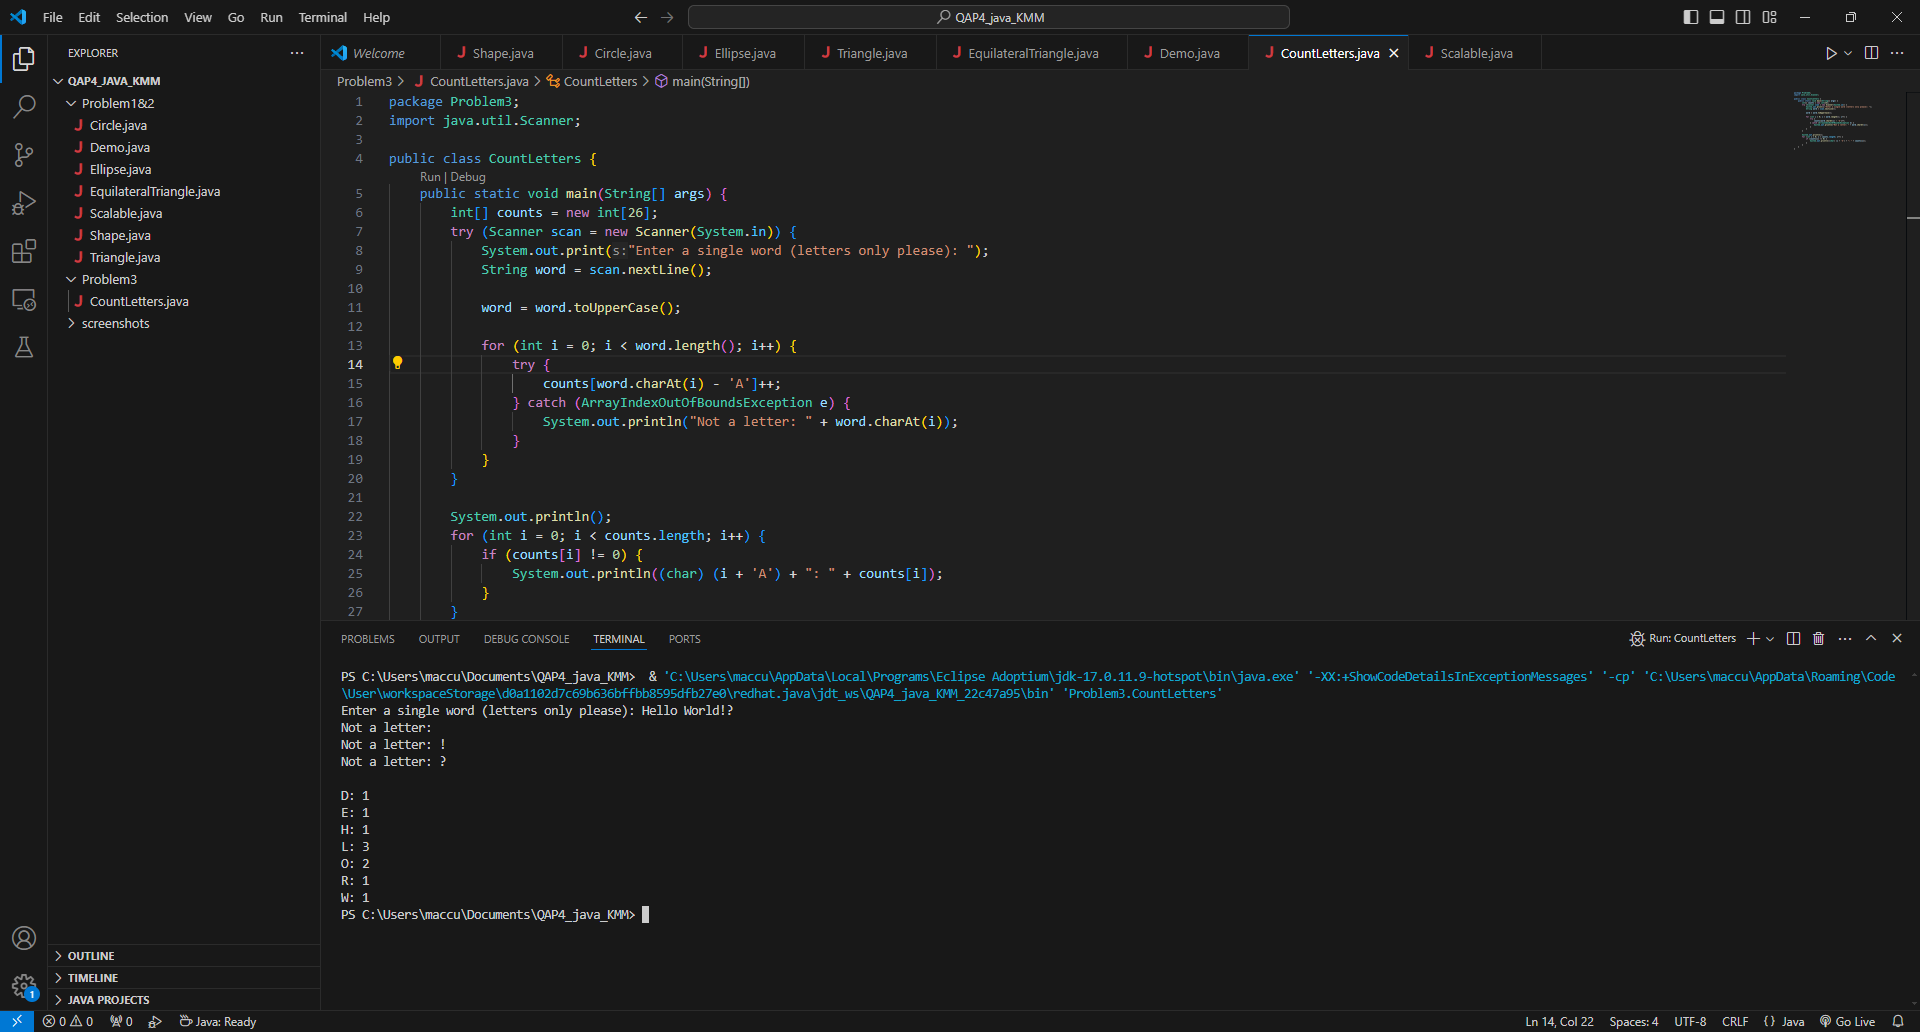 File Edit Selection View Go Run Terminal Help QAP4_java_KMM
EXPLORER
QAP4_JAVA_KMM
Problem1&2
Circle.java
Demo.java
Ellipse.java
EquilateralTriangle.java
Scalable.java
Shape.java
Triangle.java
Problem3
CountLetters.java
screenshots
OUTLINE
TIMELINE
JAVA PROJECTS
Welcome Shape.java Circle.java Ellipse.java Triangle.java EquilateralTriangle.java Demo.java CountLetters.java Scalable.java
Problem3 > CountLetters.java > CountLetters > main(String[])
1 package Problem3;
2 import java.util.Scanner;
3
4 public class CountLetters {
Run | Debug
5 public static void main(String[] args) {
6 int[] counts = new int[26];
7 try (Scanner scan = new Scanner(System.in)) {
8 System.out.print(s:"Enter a single word (letters only please): ");
9 String word = scan.nextLine();
10
11 word = word.toUpperCase();
12
13 for (int i = 0; i < word.length(); i++) {
14 try {
15 counts[word.charAt(i) - 'A']++;
16 } catch (ArrayIndexOutOfBoundsException e) {
17 System.out.println("Not a letter: " + word.charAt(i));
18 }
19 }
20 }
21
22 System.out.println();
23 for (int i = 0; i < counts.length; i++) {
24 if (counts[i] != 0) {
25 System.out.println((char) (i + 'A') + ": " + counts[i]);
26 }
27 }
PROBLEMS OUTPUT DEBUG CONSOLE TERMINAL PORTS Run: CountLetters
PS C:\Users\maccu\Documents\QAP4_java_KMM> & 'C:\Users\maccu\AppData\Local\Programs\Eclipse Adoptium\jdk-17.0.11.9-hotspot\bin\java.exe' '-XX:+ShowCodeDetailsInExceptionMessages' '-cp' 'C:\Users\maccu\AppData\Roaming\Code
\User\workspaceStorage\d0a1102d7c69b636bffbb8595dfb27e0\redhat.java\jdt_ws\QAP4_java_KMM_22c47a95\bin' 'Problem3.CountLetters'
Enter a single word (letters only please): Hello World!?
Not a letter:
Not a letter: !
Not a letter: ?
D: 1
E: 1
H: 1
L: 3
O: 2
R: 1
W: 1
PS C:\Users\maccu\Documents\QAP4_java_KMM>
1
0 0 0 Java: Ready Ln 14, Col 22 Spaces: 4 UTF-8 CRLF {} Java Go Live